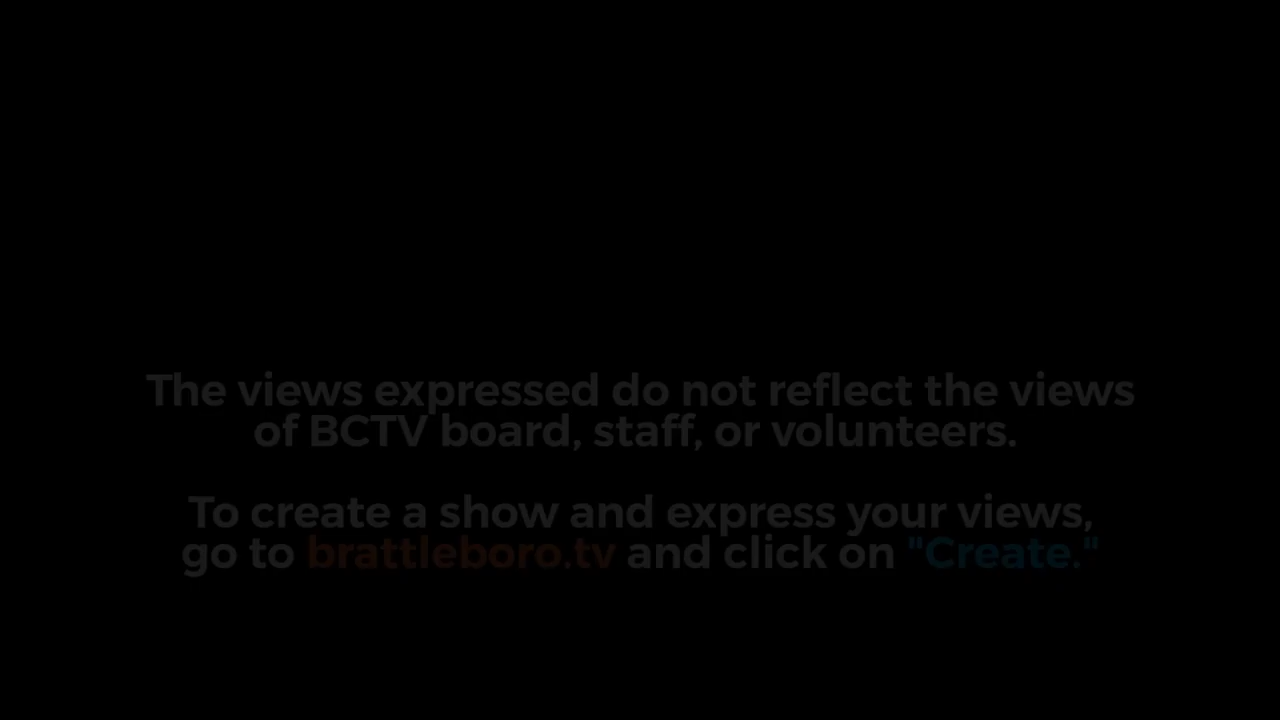 The views expressed do not reflect the views
of BCTV board, staff, or volunteers.
To create a show and express your views,
go to brattleboro.tv and click on "Create."